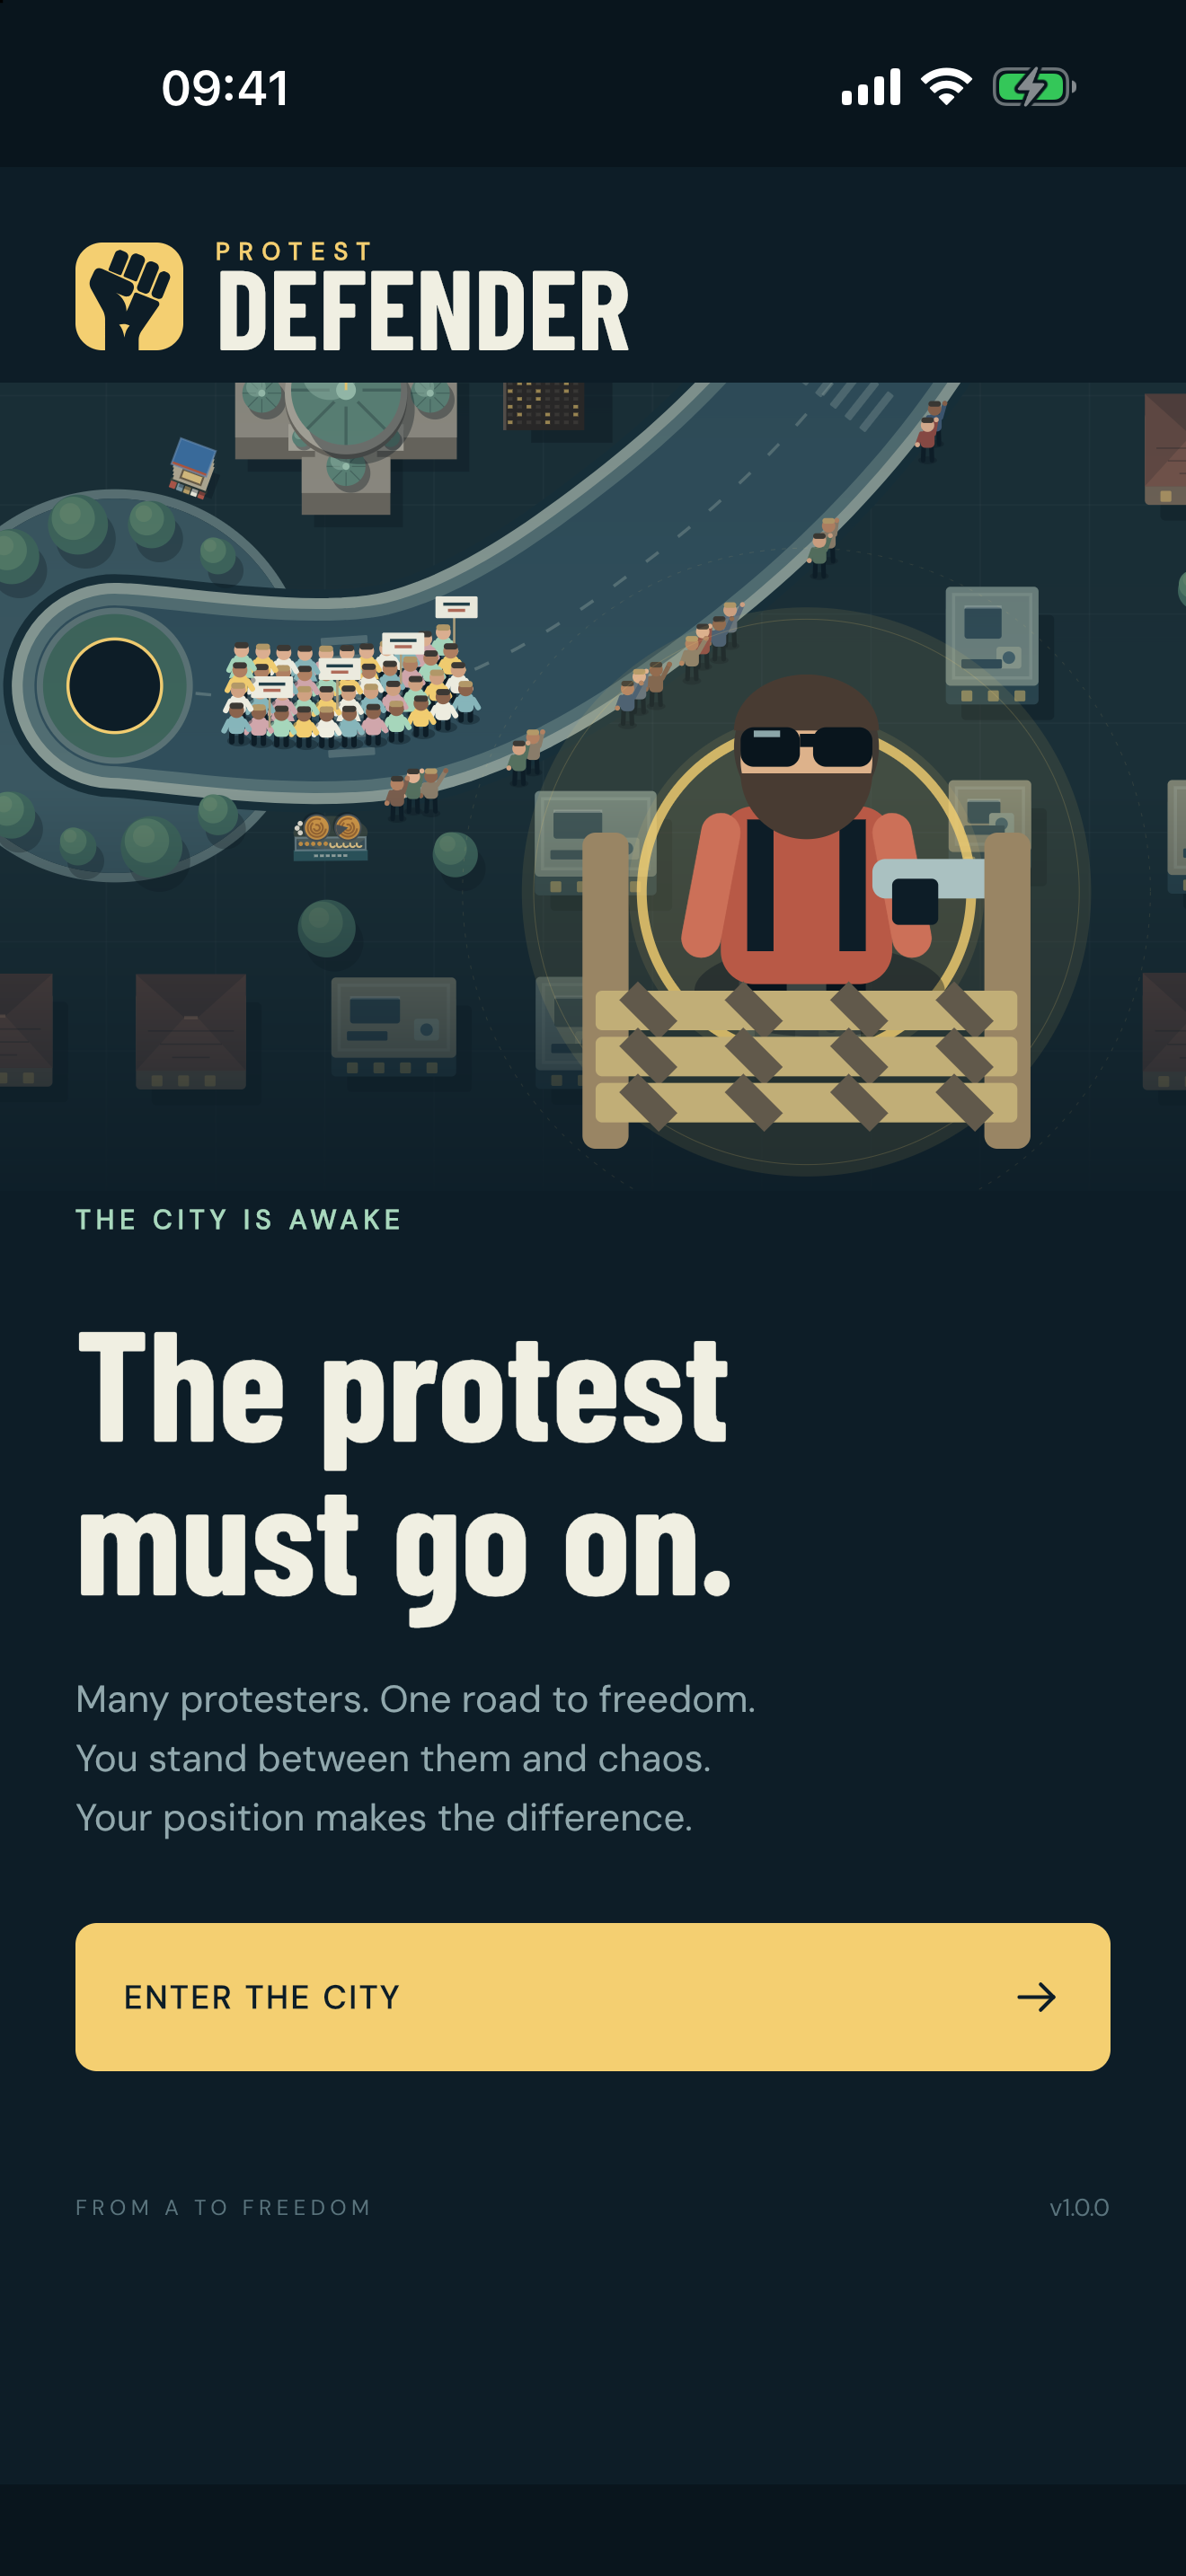 09:41
PROTEST
DEFENDER
THE CITY IS AWAKE
The protest
must go on.
Many protesters. One road to freedom.
You stand between them and chaos.
Your position makes the difference.
ENTER THE CITY
FROM A TO FREEDOM
v1.0.0